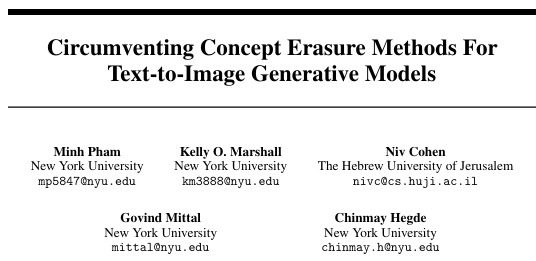 Circumventing Concept Erasure Methods For
Text-to-Image Generative Models
Minh Pham Kelly O. Marshall Niv Cohen
New York University New York University The Hebrew University of Jerusalem
mp5847@nyu.edu km3888@nyu.edu nivc@cs.huji.ac.il
Govind Mittal Chinmay Hegde
New York University New York University
mittal@nyu.edu chinmay.h@nyu.edu